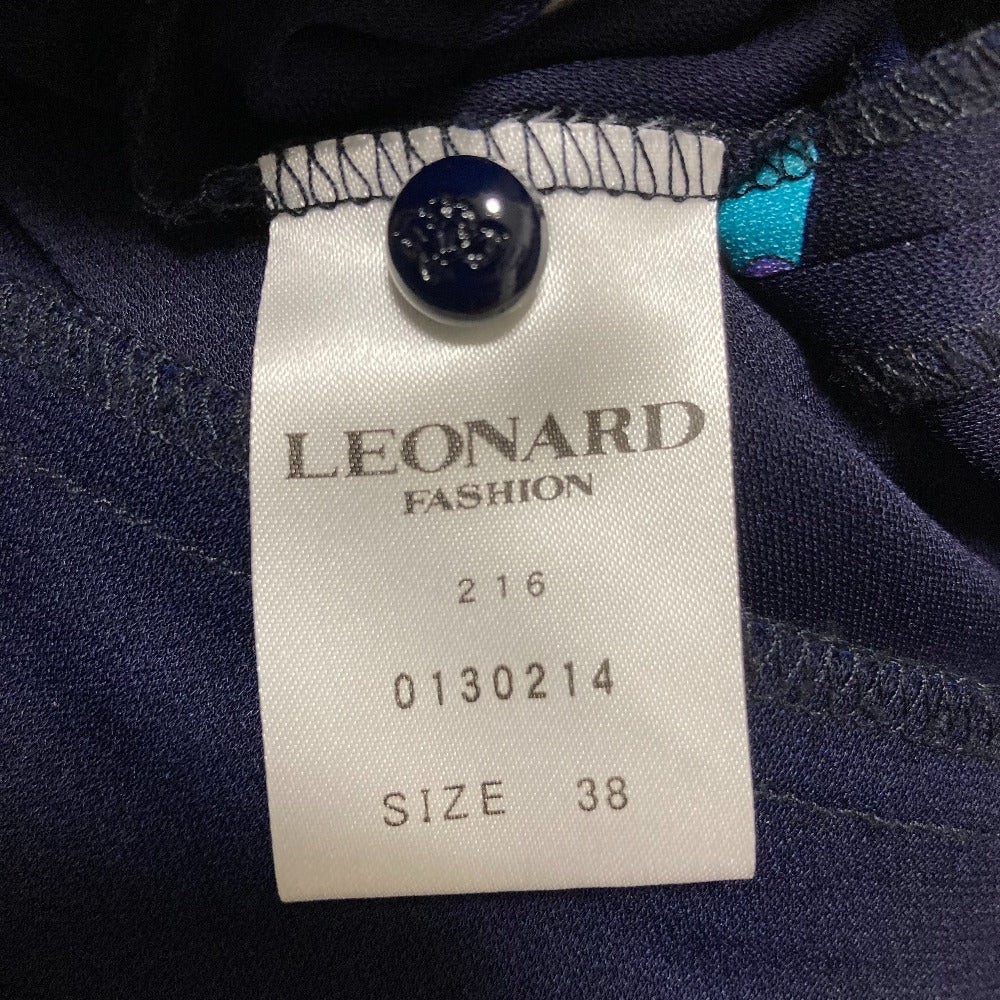 LEONARD
FASHION
216
0130214
SIZE 38